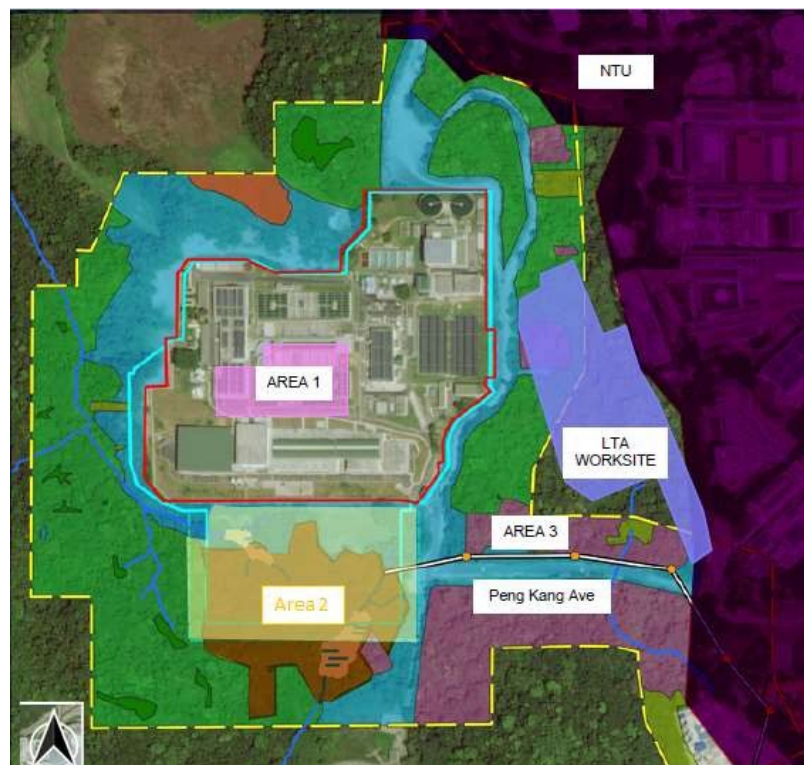 NTU
AREA 1
LTA
WORKSITE
AREA 3
Area 2
Peng Kang Ave